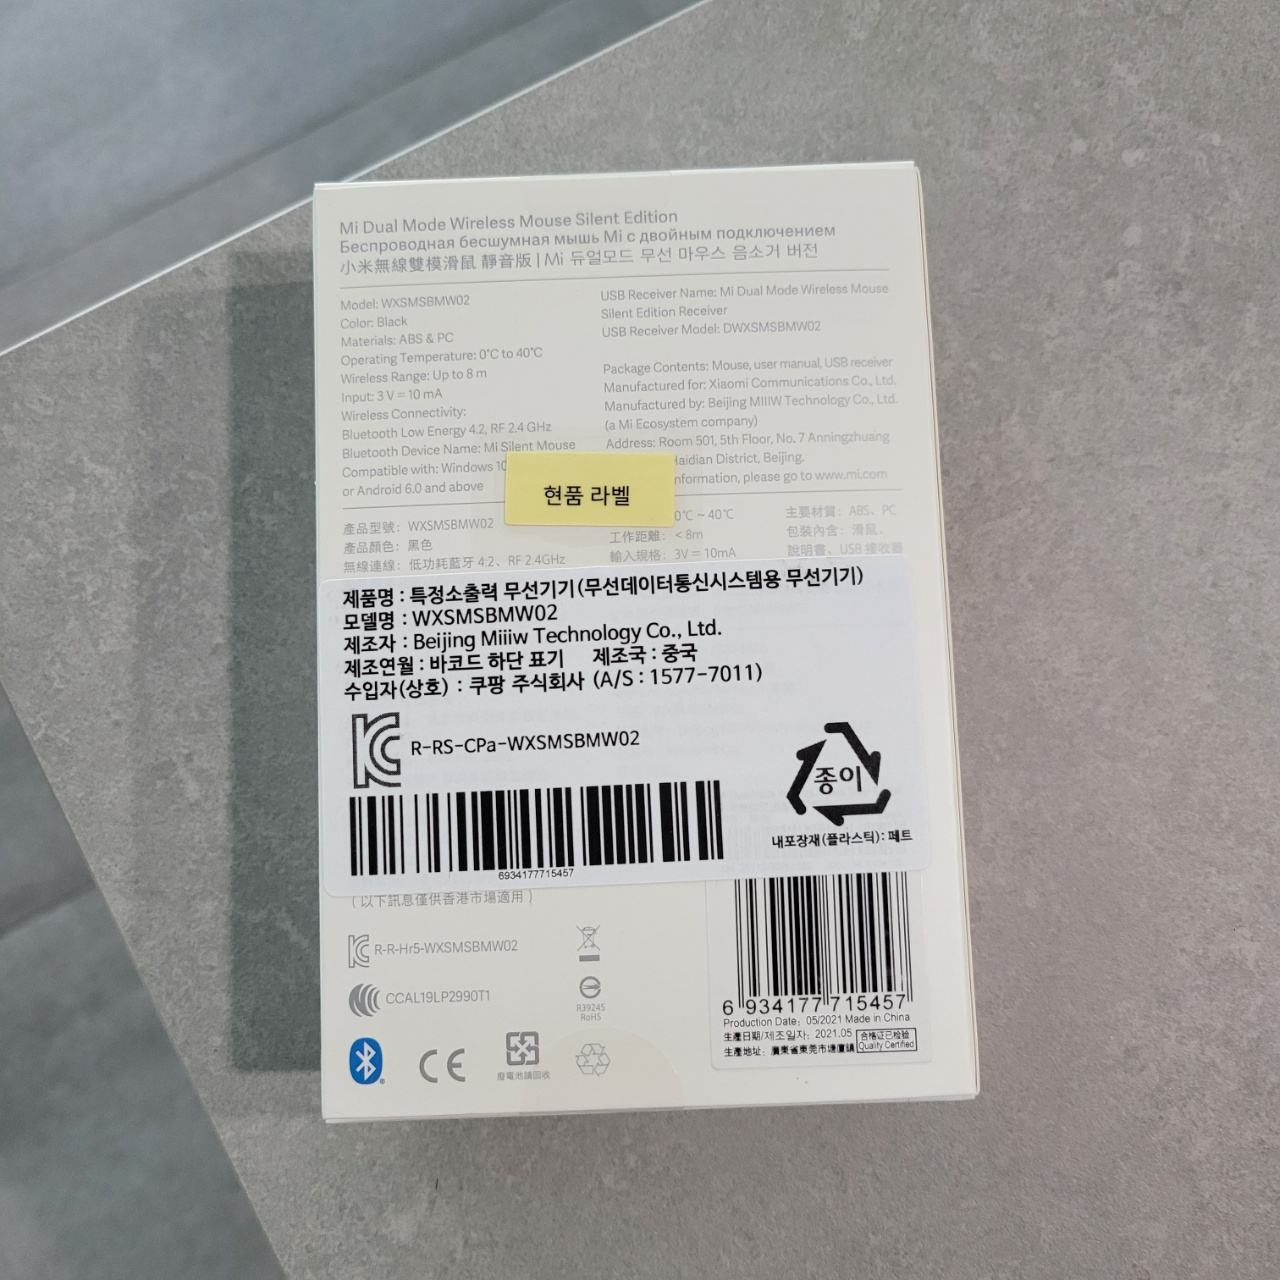 Mi Dual Mode Wireless Mouse Silent Edition
Беспроводная бесшумная мышь Mi с двойным подключением
小米無線雙模滑鼠 靜音版 | Mi 듀얼모드 무선 마우스 음소거 버전
Model: WXSMSBMW02
Color: Black
Materials: ABS & PC
Operating Temperature: 0°C to 40°C
Wireless Range: Up to 8 m
Input: 3 V⎓10 mA
Wireless Connectivity:
Bluetooth Low Energy 4.2, RF 2.4 GHz
Bluetooth Device Name: Mi Silent Mouse
Compatible with: Windows 10
or Android 6.0 and above
USB Receiver Name: Mi Dual Mode Wireless Mouse
Silent Edition Receiver
USB Receiver Model: DWXSMSBMW02
Package Contents: Mouse, user manual, USB receiver
Manufactured for: Xiaomi Communications Co., Ltd.
Manufactured by: Beijing MIIIW Technology Co., Ltd.
(a Mi Ecosystem company)
Address: Room 501, 5th Floor, No. 7 Anningzhuang
Haidian District, Beijing.
nformation, please go to www.mi.com
현품 라벨
產品型號: WXSMSBMW02
產品顏色: 黑色
無線連線: 低功耗藍牙 4.2、RF 2.4GHz
0℃ ~ 40℃
工作距離: < 8m
輸入規格: 3V⎓10mA
主要材質: ABS、PC
包裝內含: 滑鼠、
說明書、USB 接收器
제품명 : 특정소출력 무선기기(무선데이터통신시스템용 무선기기)
모델명 : WXSMSBMW02
제조자 : Beijing Miiiw Technology Co., Ltd.
제조연월 : 바코드 하단 표기 제조국 : 중국
수입자(상호) : 쿠팡 주식회사 (A/S : 1577-7011)
R-RS-CPa-WXSMSBMW02
종이
내포장재(플라스틱): 페트
6934177715457
(以下訊息僅供香港市場適用)
R-R-Hr5-WXSMSBMW02
CCAL19LP2990T1
R39245
RoHS
CE
廢電池請回收
6 934177 715457
Production Date: 05/2021 Made in China
生產日期/제조일자: 2021.05
合格证已检验
Quality Certified
生產地址: 廣東省東莞市塘廈鎮